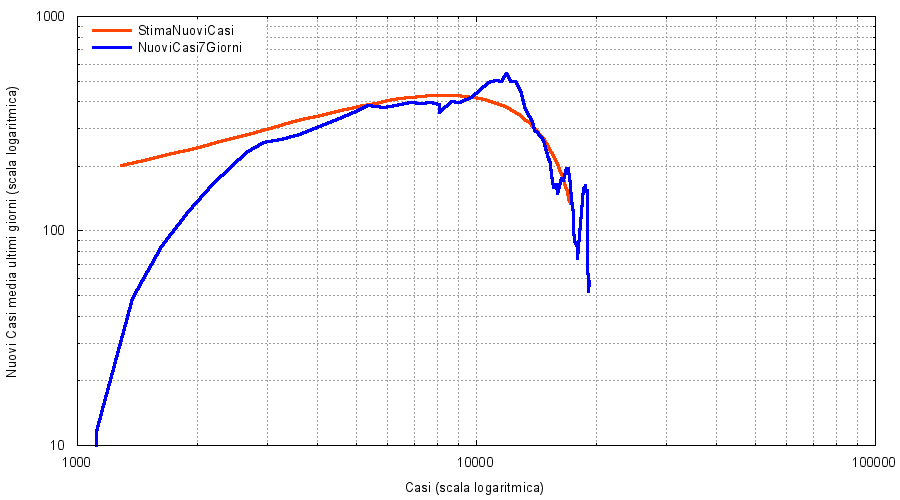 1000
StimaNuoviCasi
NuoviCasi7Giorni
Nuovi Casi media ultimi giorni (scala logaritmica)
100
10
1000
10000
100000
Casi (scala logaritmica)